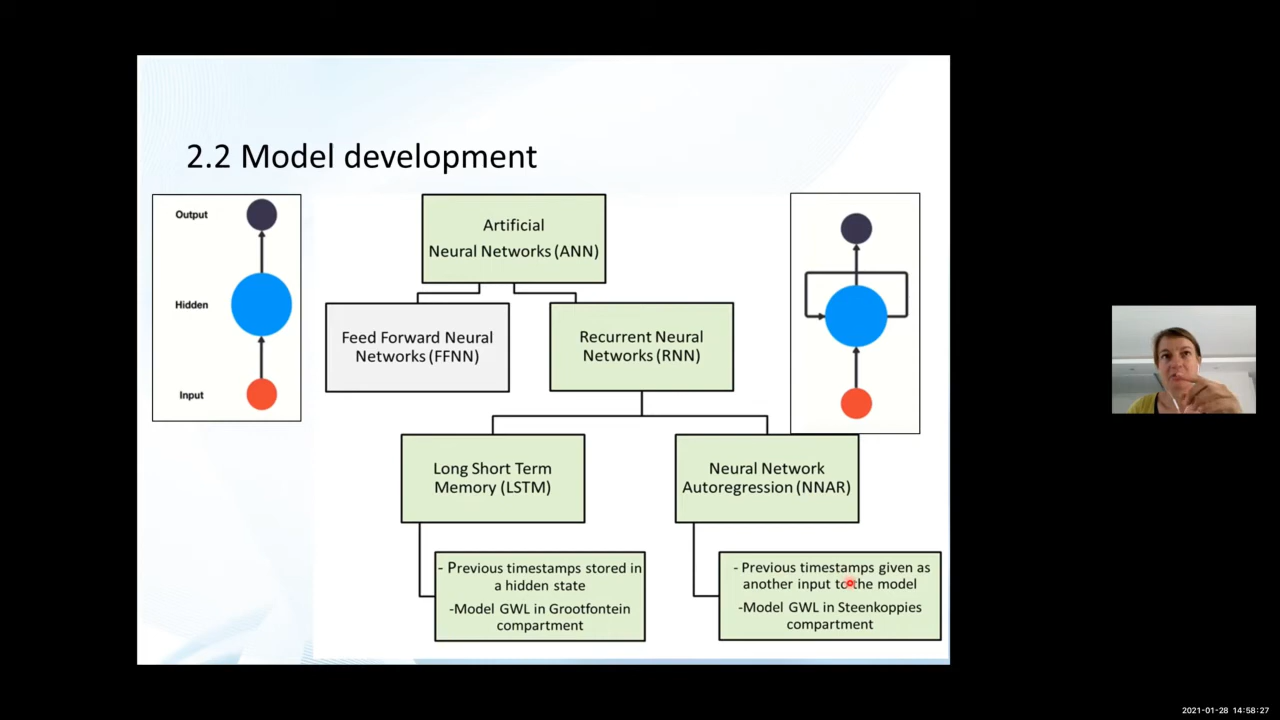 2.2 Model development
Output
Hidden
Input
Artificial
Neural Networks (ANN)
Feed Forward Neural
Networks (FFNN)
Recurrent Neural
Networks (RNN)
Long Short Term
Memory (LSTM)
Neural Network
Autoregression (NNAR)
- Previous timestamps stored in
a hidden state
-Model GWL in Grootfontein
compartment
- Previous timestamps given as
another input to the model
-Model GWL in Steenkoppies
compartment
2021-01-28 14:58:27